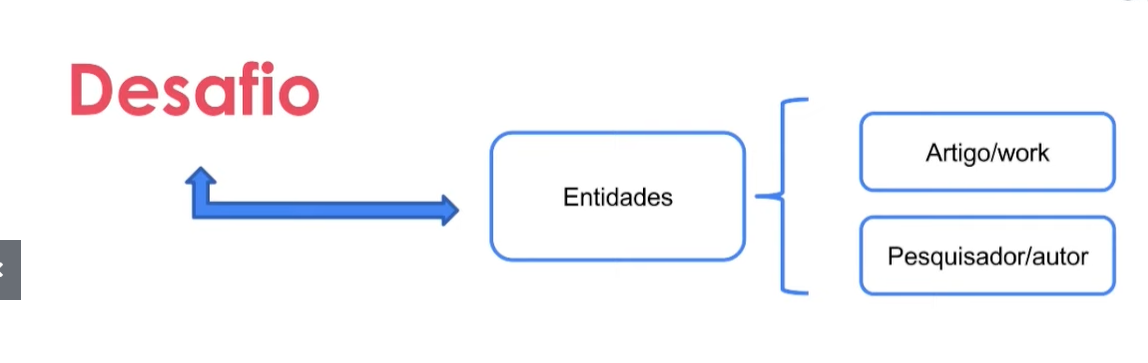 Desafio
Entidades
Artigo/work
Pesquisador/autor